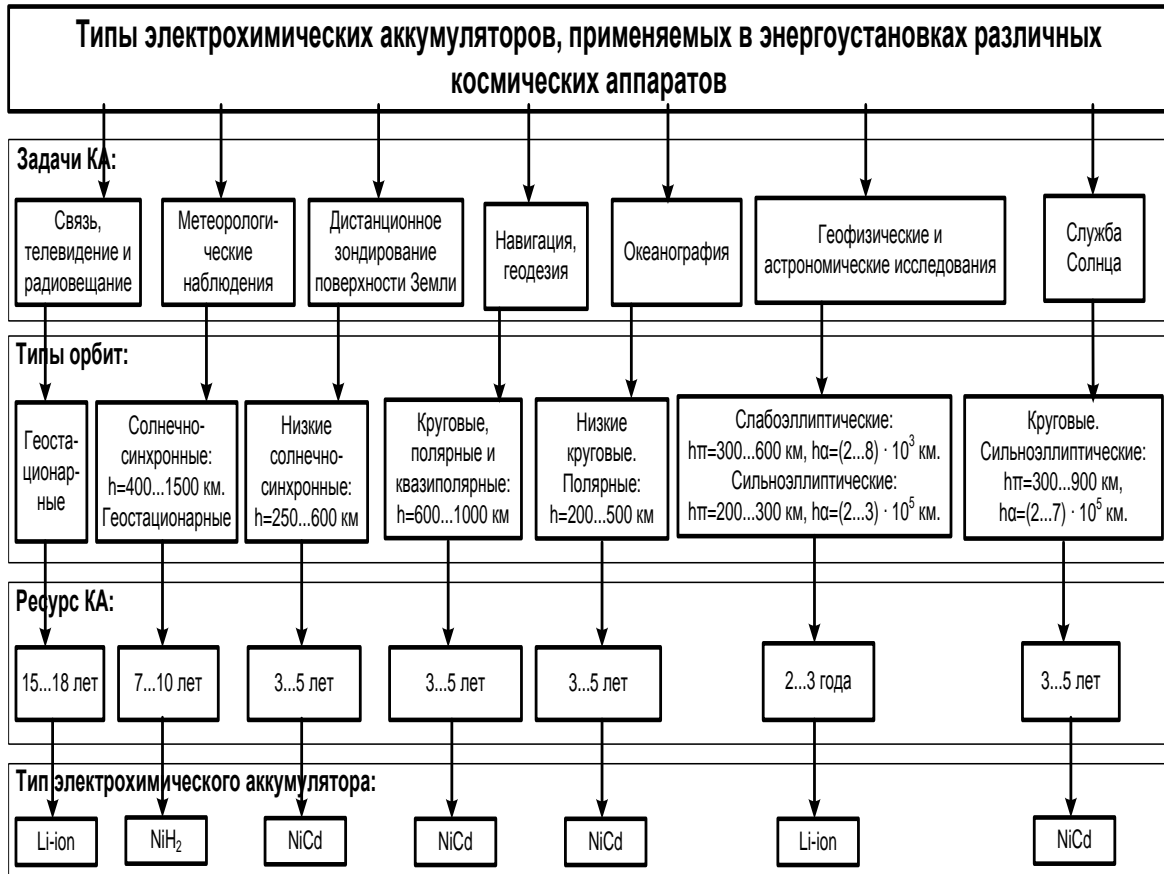 Типы электрохимических аккумуляторов, применяемых в энергоустановках различных
космических аппаратов
Задачи КА:
Связь,
телевидение и
радиовещание
Метеорологи-
ческие
наблюдения
Дистанционное
зондирование
поверхности Земли
Навигация,
геодезия
Океанография
Геофизические и
астрономические исследования
Служба
Солнца
Типы орбит:
Геоста-
ционар-
ные
Солнечно-
синхронные:
h=400...1500 км.
Геостационарные
Низкие
солнечно-
синхронные:
h=250...600 км
Круговые,
полярные и
квазиполярные:
h=600...1000 км
Низкие
круговые.
Полярные:
h=200...500 км
Слабоэллиптические:
hπ=300...600 км, hα=(2...8) · 10³ км.
Сильноэллиптические:
hπ=200...300 км, hα=(2...3) · 10⁵ км.
Круговые.
Сильноэллиптические:
hπ=300...900 км,
hα=(2...7) · 10⁵ км.
Ресурс КА:
15...18 лет
7...10 лет
3...5 лет
3...5 лет
3...5 лет
2...3 года
3...5 лет
Тип электрохимического аккумулятора:
Li-ion
NiH₂
NiCd
NiCd
NiCd
Li-ion
NiCd